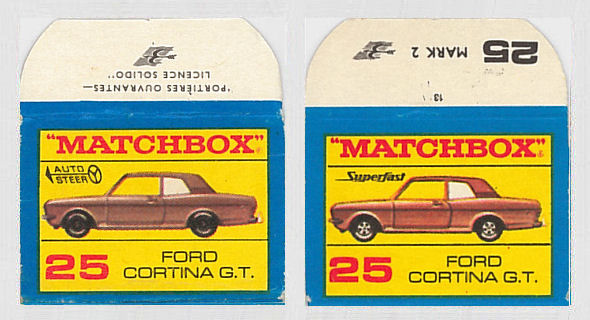 "PORTIÈRES OUVRANTES—
LICENCE SOLIDO"
"MATCHBOX"
AUTO
STEER
25
FORD
CORTINA G.T.
25
MARK 2
13
"MATCHBOX"
Superfast
25
FORD
CORTINA G.T.